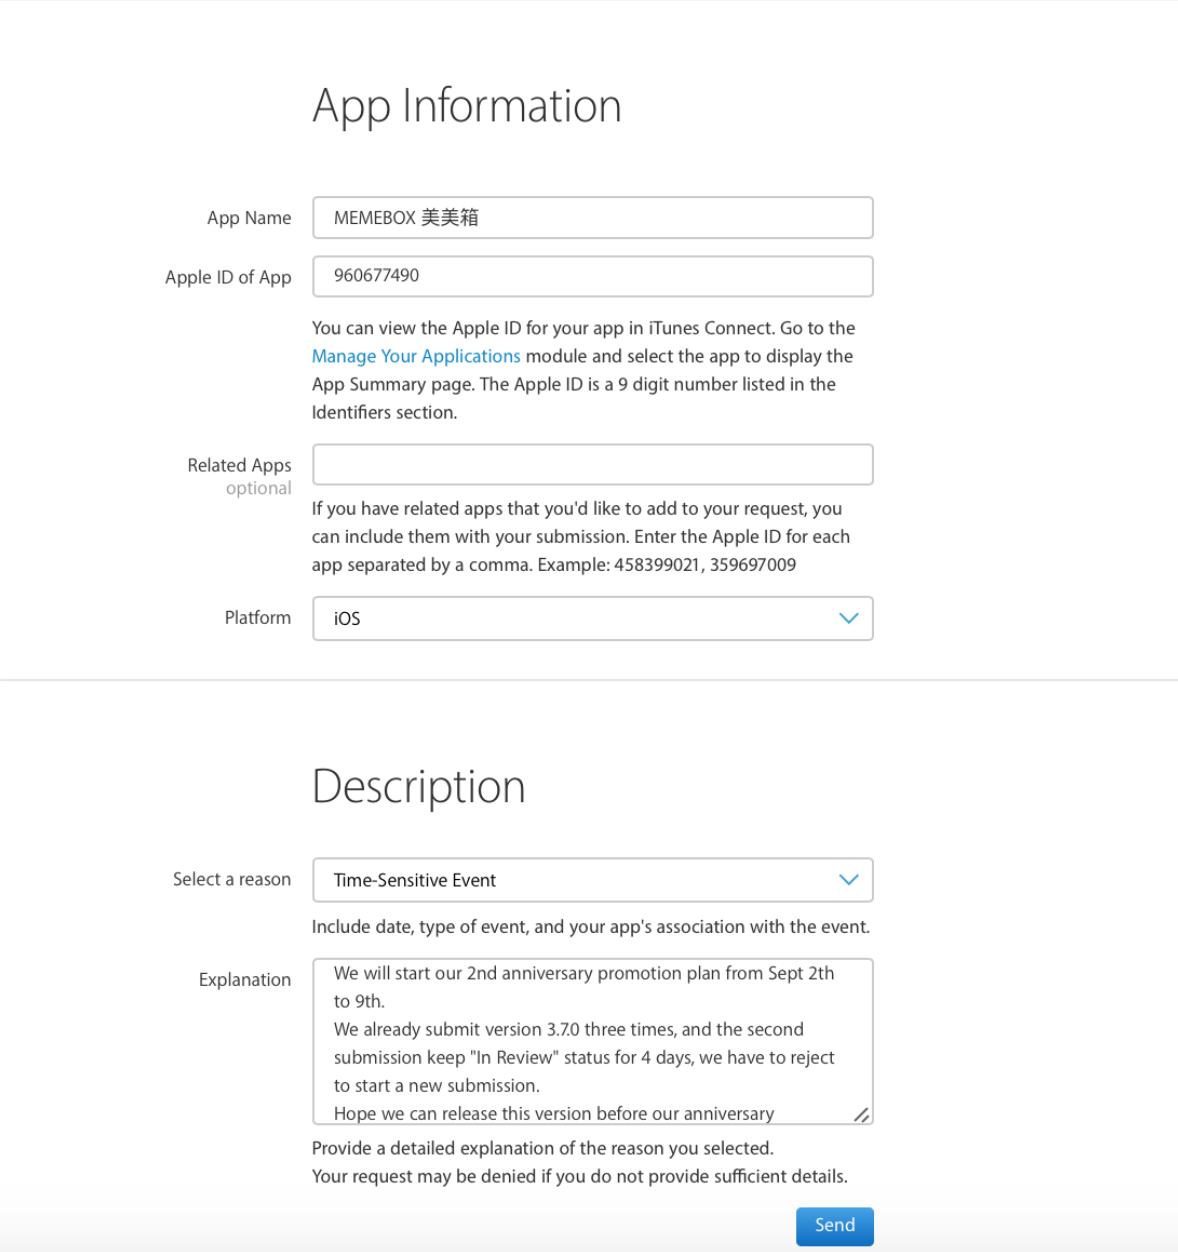 App Information
App Name
MEMEBOX 美美箱
Apple ID of App
960677490
You can view the Apple ID for your app in iTunes Connect. Go to the
Manage Your Applications module and select the app to display the
App Summary page. The Apple ID is a 9 digit number listed in the
Identifiers section.
Related Apps
optional
If you have related apps that you'd like to add to your request, you
can include them with your submission. Enter the Apple ID for each
app separated by a comma. Example: 458399021, 359697009
Platform
iOS
Description
Select a reason
Time-Sensitive Event
Include date, type of event, and your app's association with the event.
Explanation
We will start our 2nd anniversary promotion plan from Sept 2th
to 9th.
We already submit version 3.7.0 three times, and the second
submission keep "In Review" status for 4 days, we have to reject
to start a new submission.
Hope we can release this version before our anniversary
Provide a detailed explanation of the reason you selected.
Your request may be denied if you do not provide sufficient details.
Send